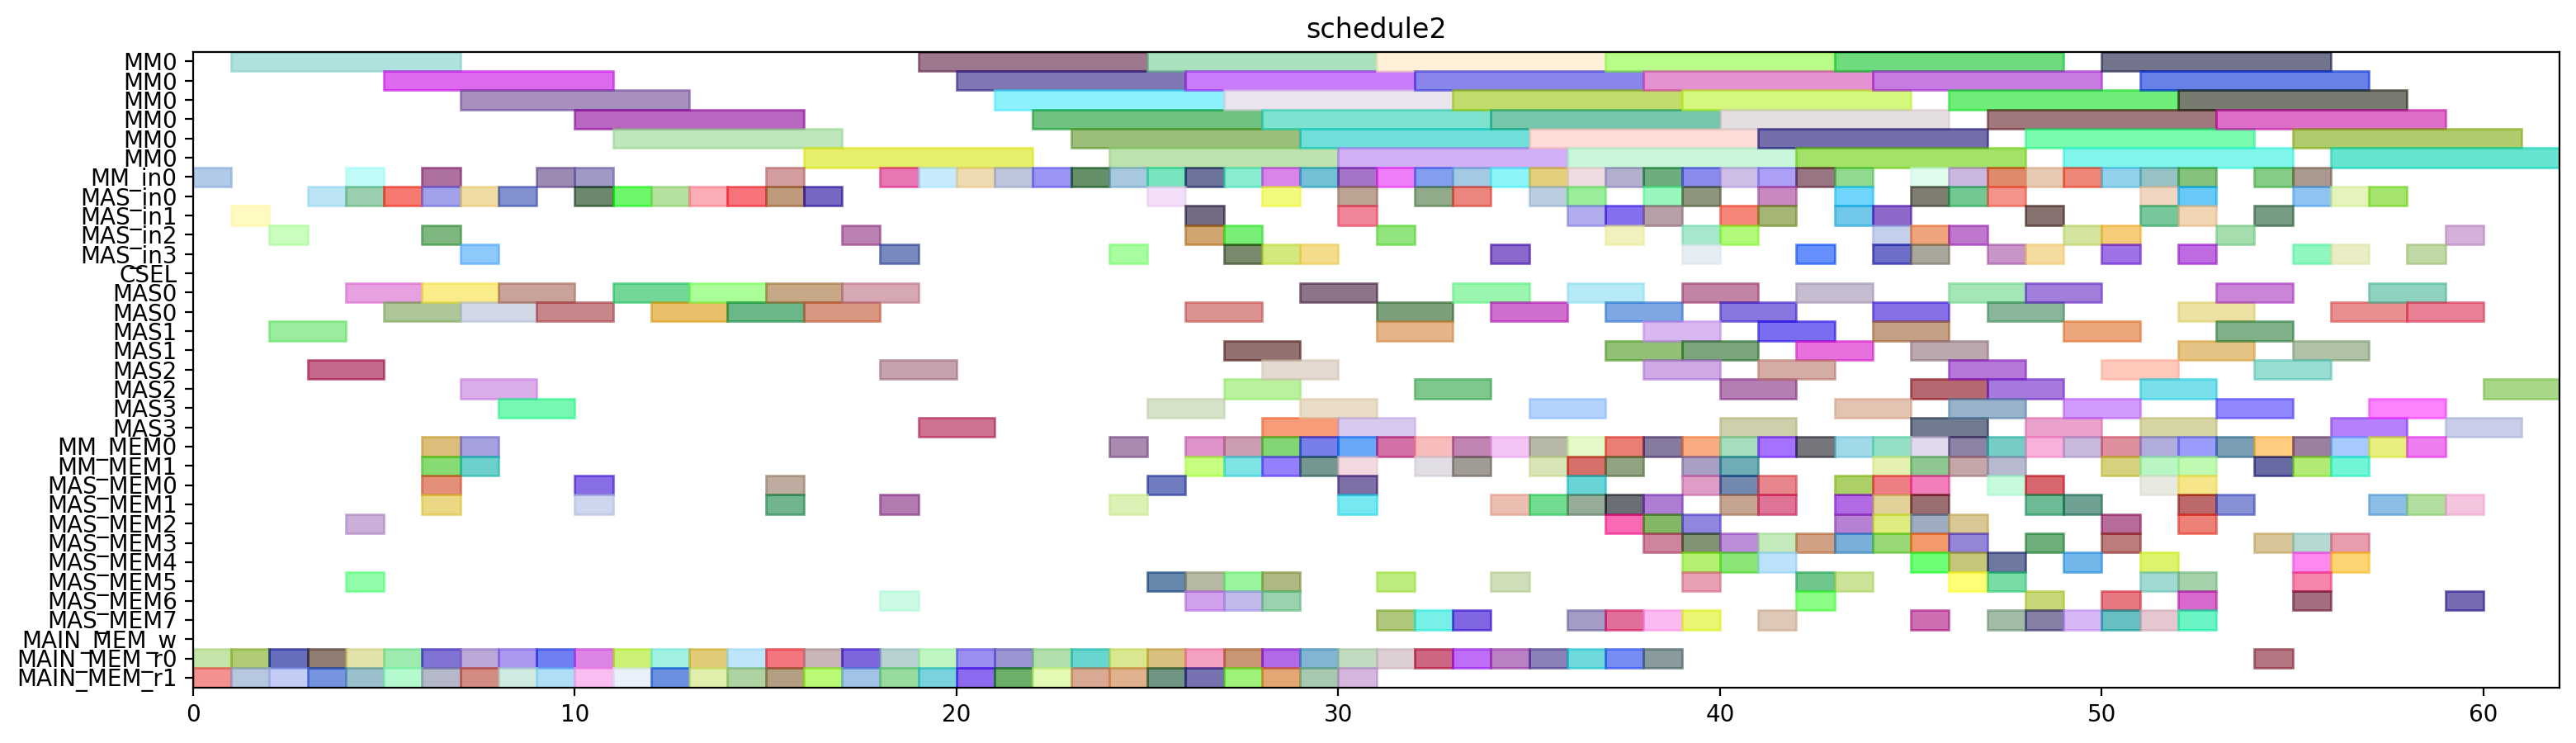 schedule2
MM0
MM0
MM0
MM0
MM0
MM0
MM_in0
MAS_in0
MAS_in1
MAS_in2
MAS_in3
CSEL
MAS0
MAS0
MAS1
MAS1
MAS2
MAS2
MAS3
MAS3
MM_MEM0
MM_MEM1
MAS_MEM0
MAS_MEM1
MAS_MEM2
MAS_MEM3
MAS_MEM4
MAS_MEM5
MAS_MEM6
MAS_MEM7
MAIN_MEM_w
MAIN_MEM_r0
MAIN_MEM_r1
0 10 20 30 40 50 60